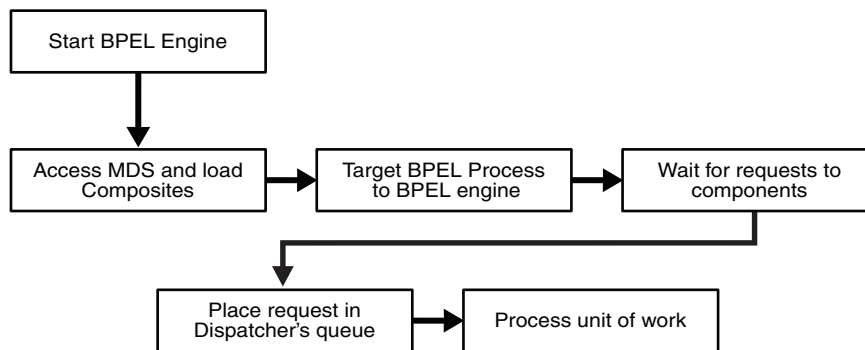 Start BPEL Engine
Access MDS and load
Composites
Target BPEL Process
to BPEL engine
Wait for requests to
components
Place request in
Dispatcher's queue
Process unit of work